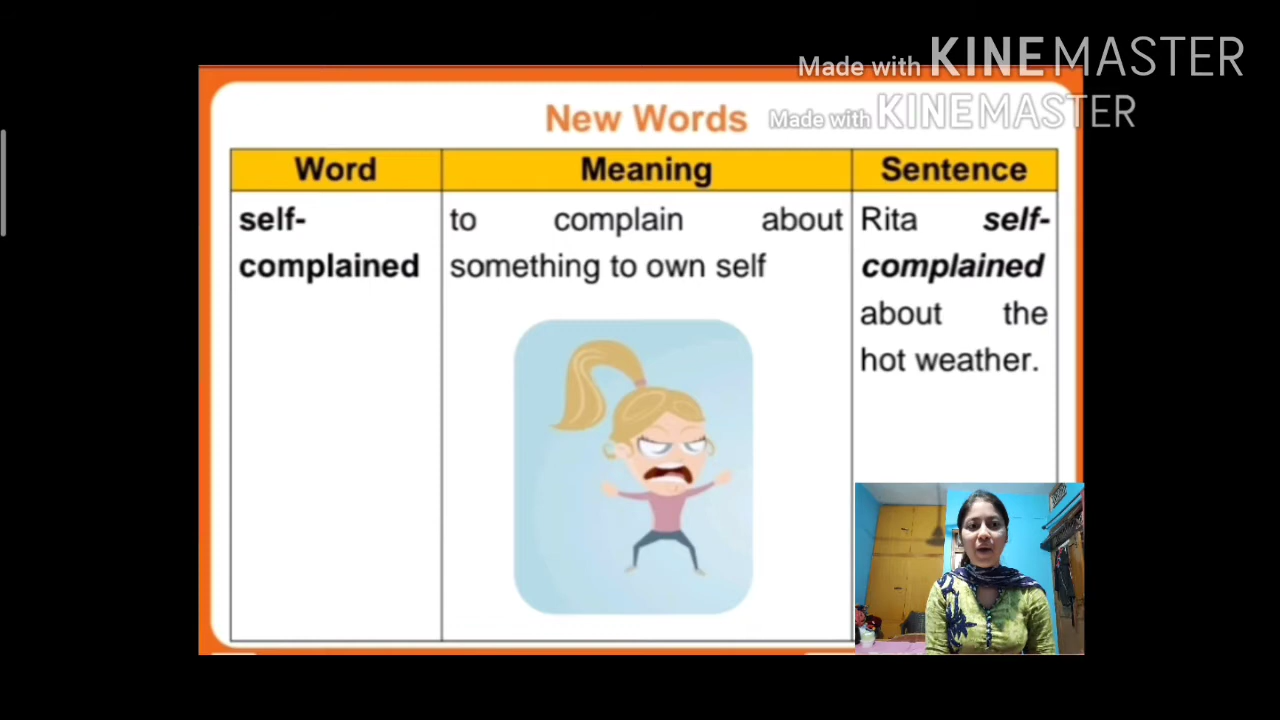 Made with KINEMASTER
New Words
Made with KINEMASTER
Word Meaning Sentence
self-
complained
to complain about
something to own self
Rita self-
complained
about the
hot weather.